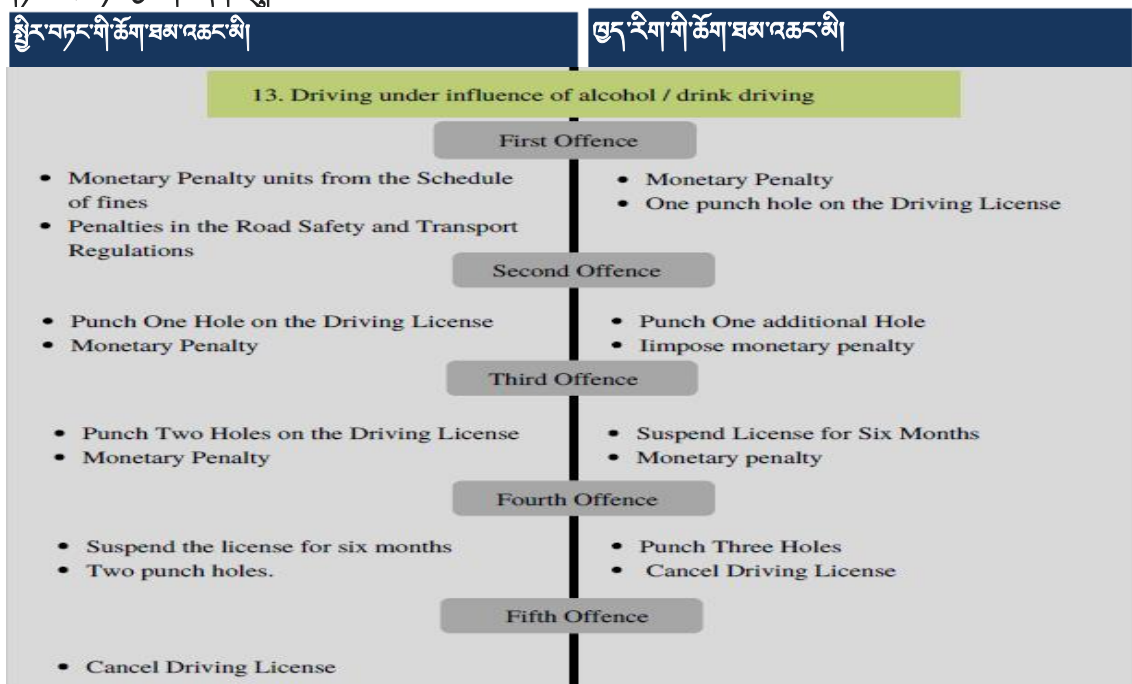 སྤྱིར་བཏང་གི་ཆོག་ཐམ་འཆང་མི།
ཁྱད་རིག་གི་ཆོག་ཐམ་འཆང་མི།
13. Driving under influence of alcohol / drink driving
First Offence
• Monetary Penalty units from the Schedule
of fines
• Penalties in the Road Safety and Transport
Regulations
• Monetary Penalty
• One punch hole on the Driving License
Second Offence
• Punch One Hole on the Driving License
• Monetary Penalty
• Punch One additional Hole
• Iimpose monetary penalty
Third Offence
• Punch Two Holes on the Driving License
• Monetary Penalty
• Suspend License for Six Months
• Monetary penalty
Fourth Offence
• Suspend the license for six months
• Two punch holes.
• Punch Three Holes
• Cancel Driving License
Fifth Offence
• Cancel Driving License